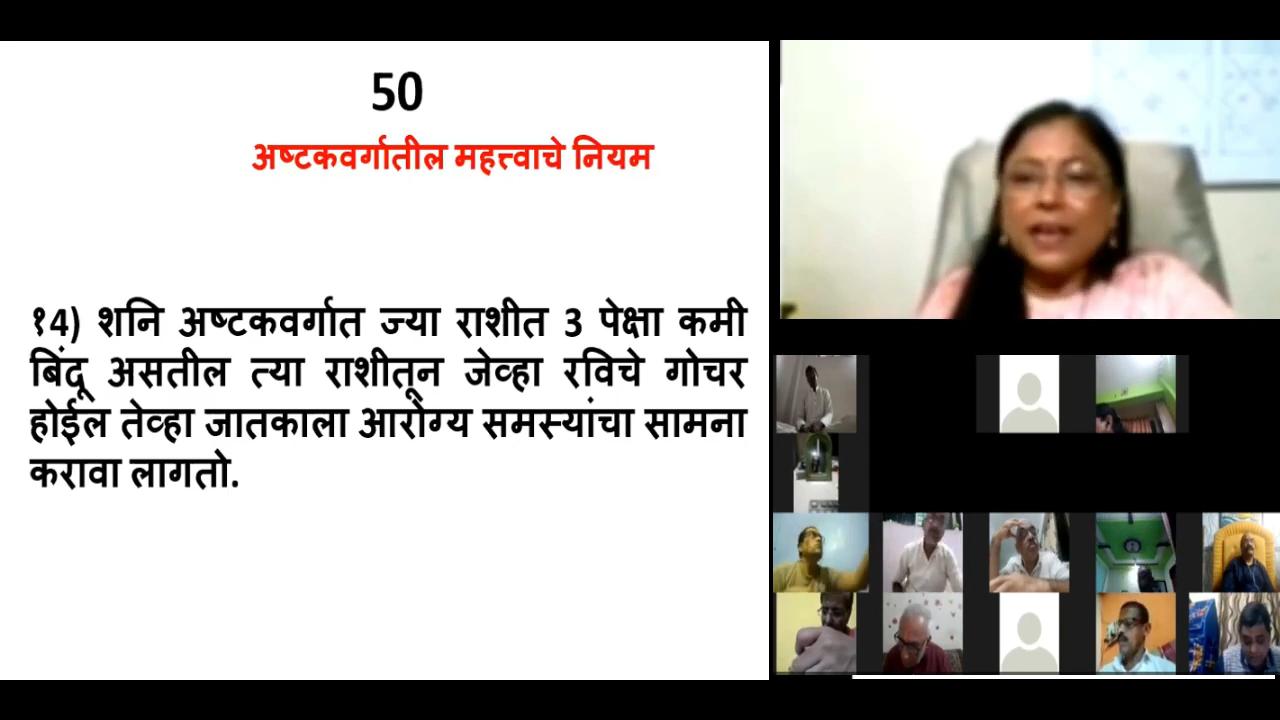 50
अष्टकवर्गातील महत्त्वाचे नियम
१4) शनि अष्टकवर्गात ज्या राशीत 3 पेक्षा कमी
बिंदू असतील त्या राशीतून जेव्हा रविचे गोचर
होईल तेव्हा जातकाला आरोग्य समस्यांचा सामना
करावा लागतो.